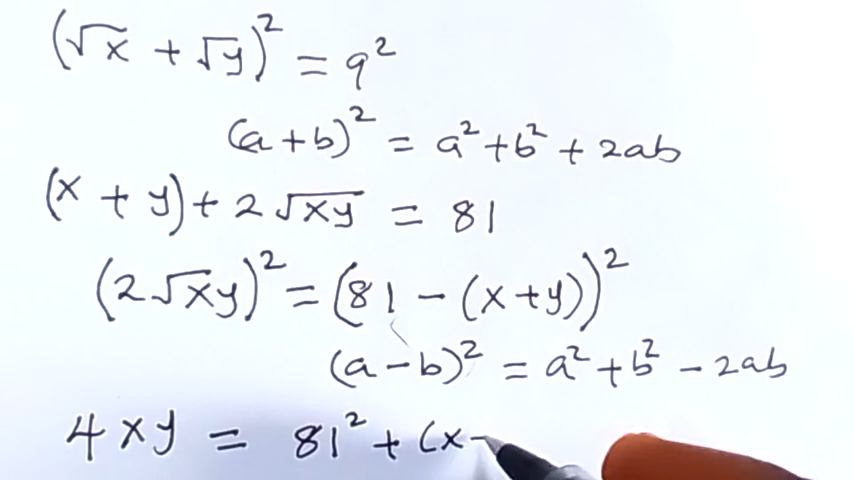 (√x + √y)² = 9²
(a+b)² = a²+b² + 2ab
(x + y) + 2√xy = 81
(2√xy)² = (81 - (x+y))²
(a-b)² = a²+b² - 2ab
4xy = 81² + (x-